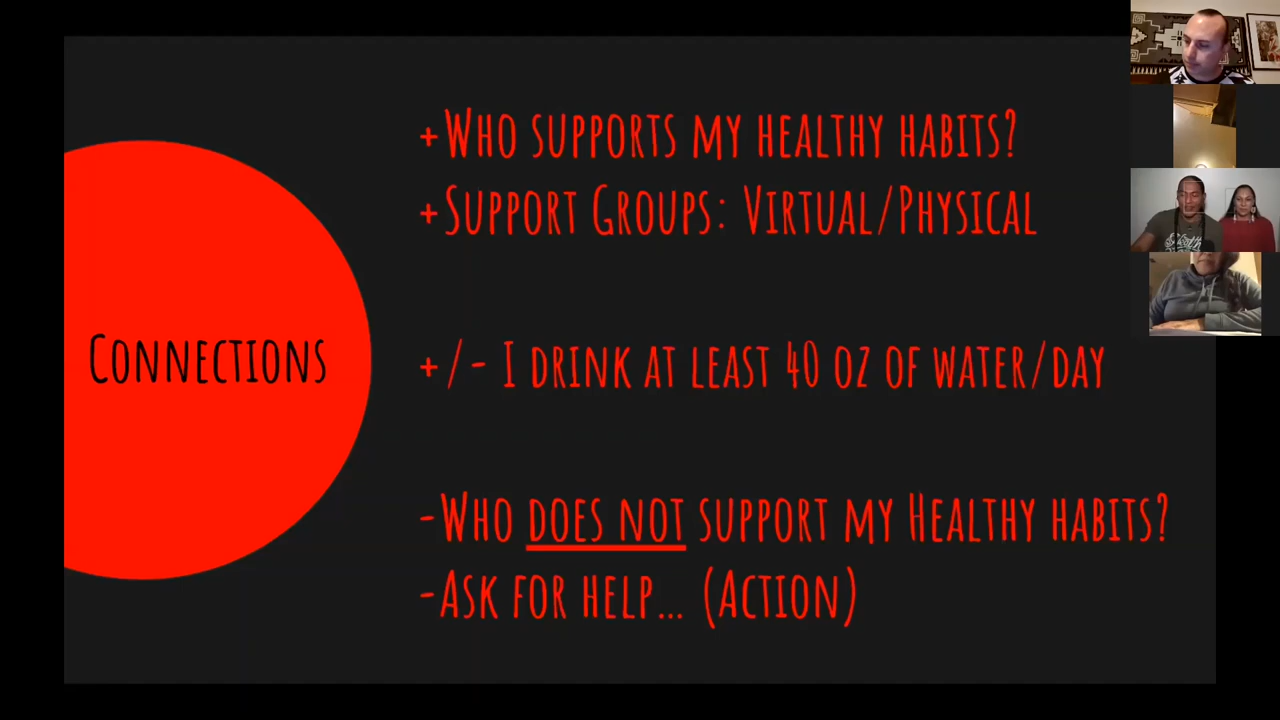 +Who supports my healthy habits?
+Support Groups: Virtual/Physical
Connections
+/- I drink at least 40 oz of water/day
-Who does not support my Healthy habits?
-Ask for help... (Action)